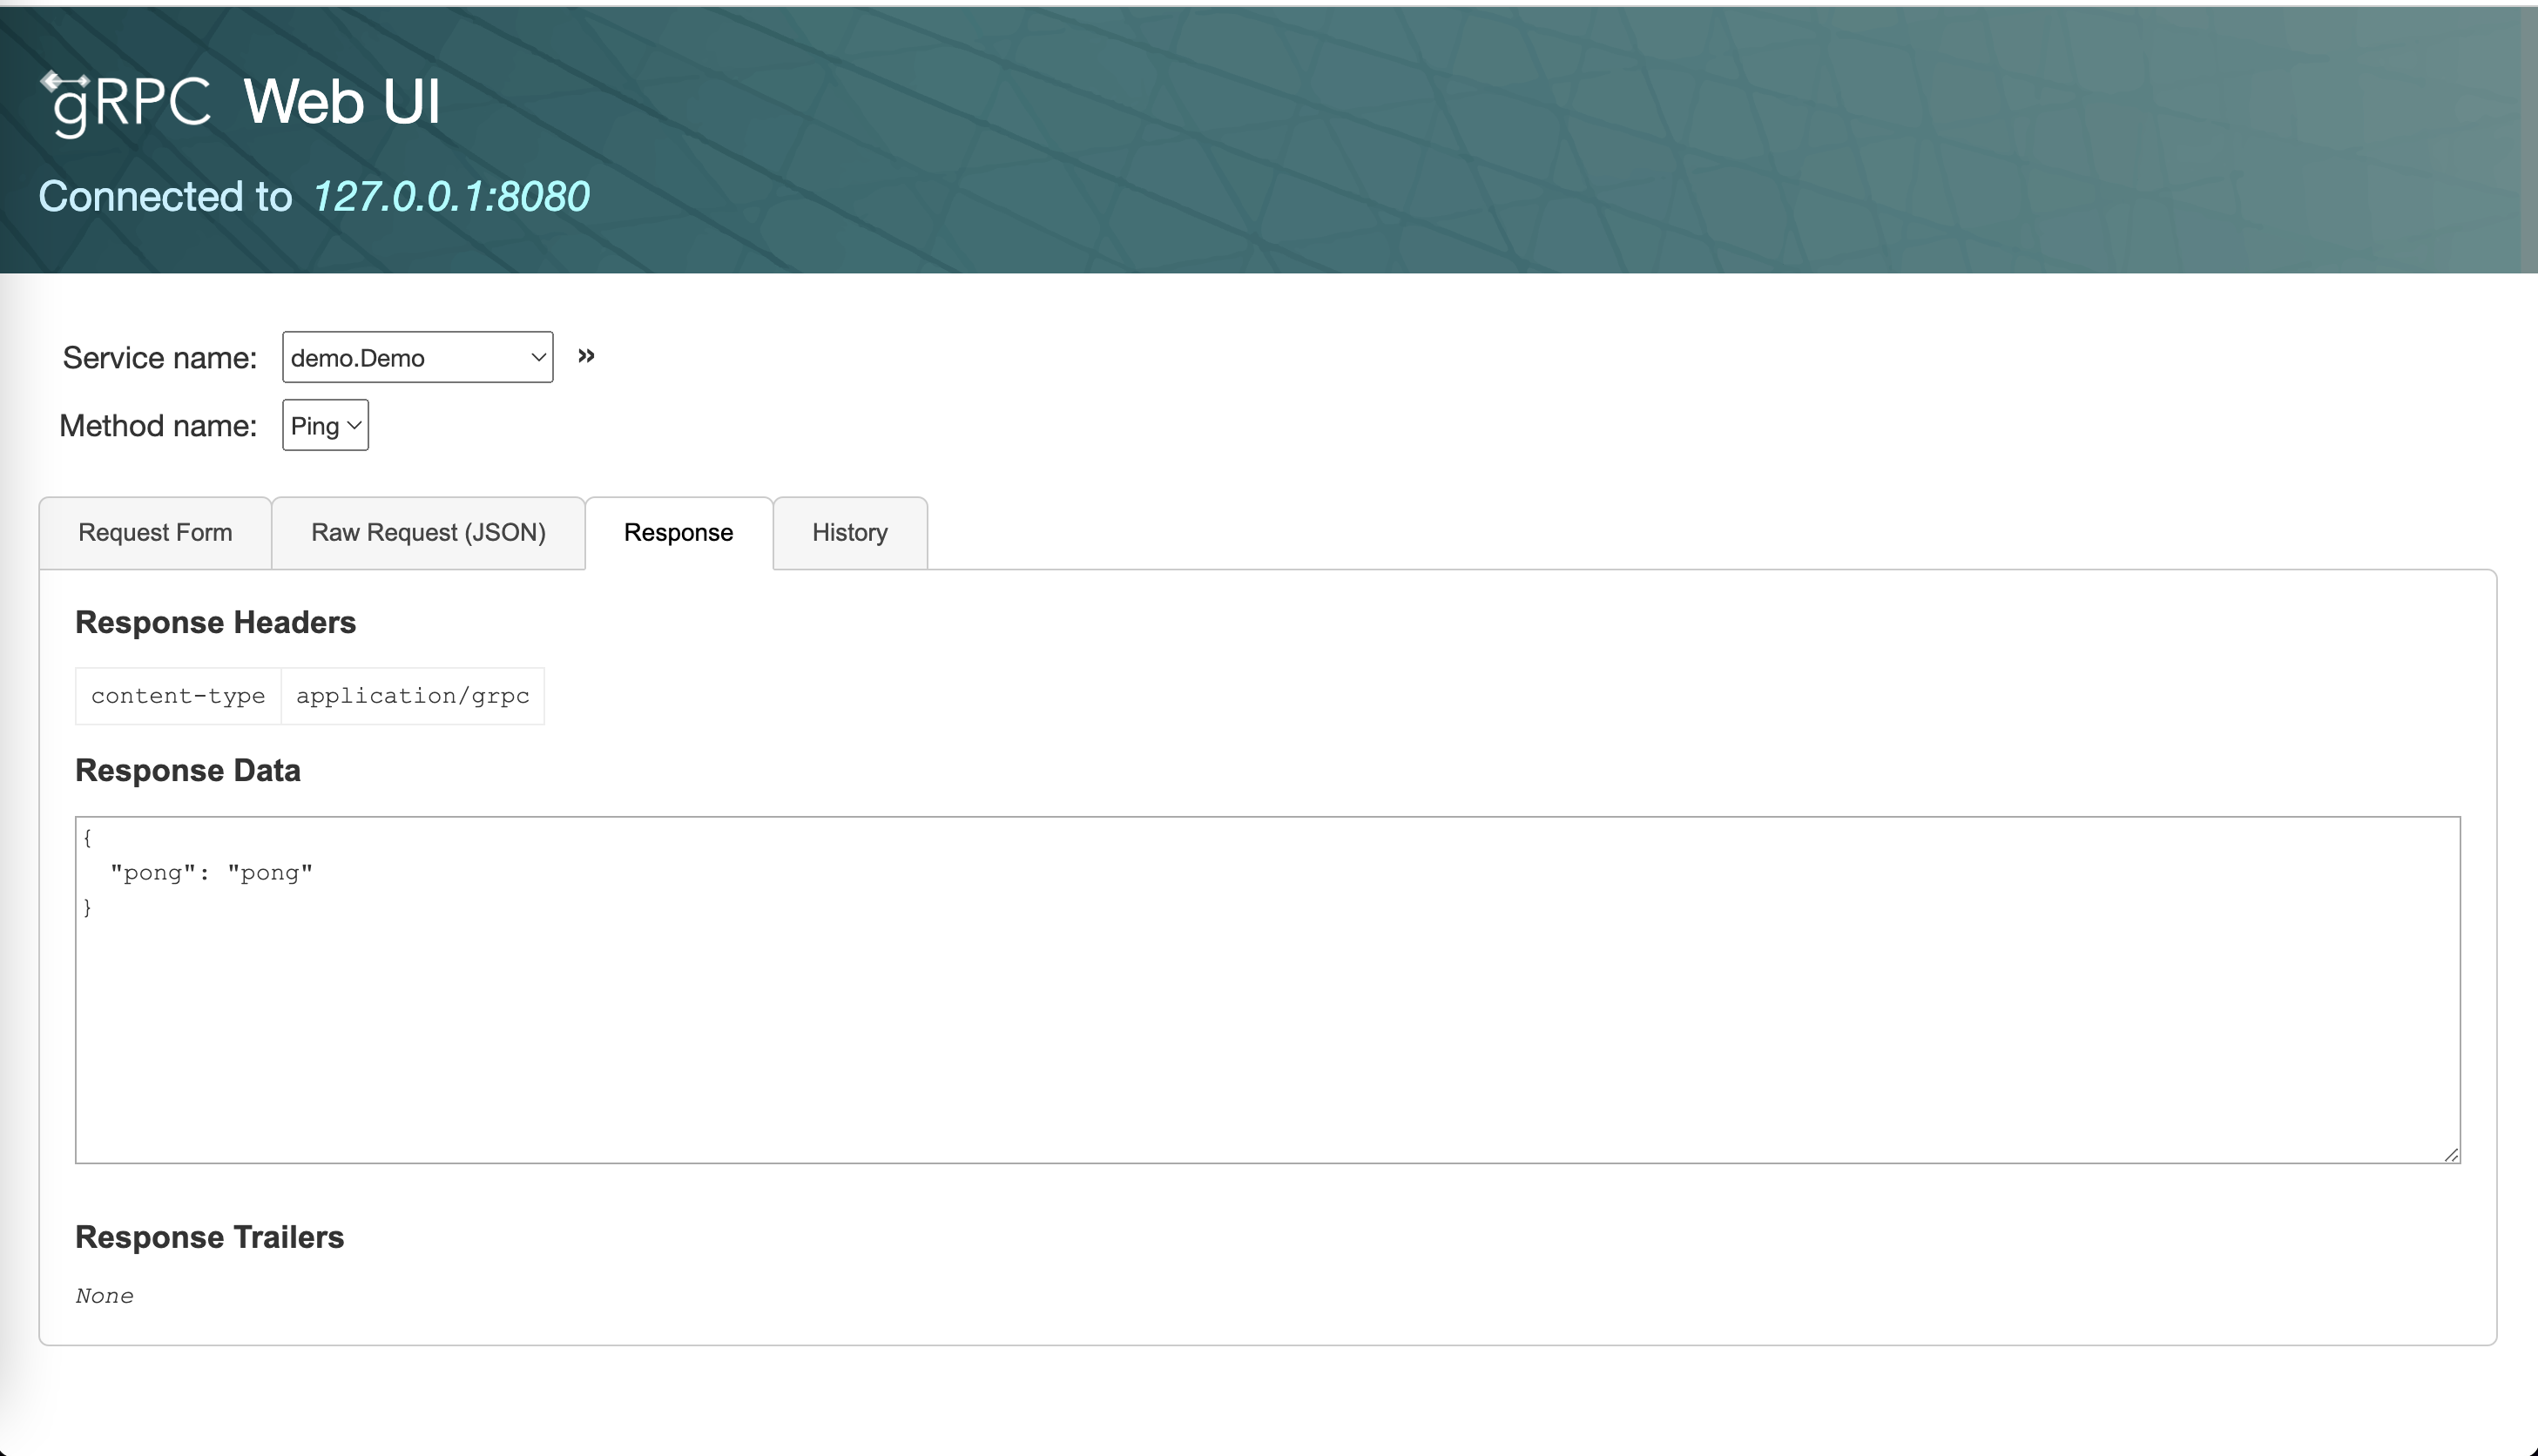 gRPC Web UI
Connected to 127.0.0.1:8080
Service name: demo.Demo »
Method name: Ping
Request Form Raw Request (JSON) Response History
Response Headers
content-type application/grpc
Response Data
{
"pong": "pong"
}
Response Trailers
None